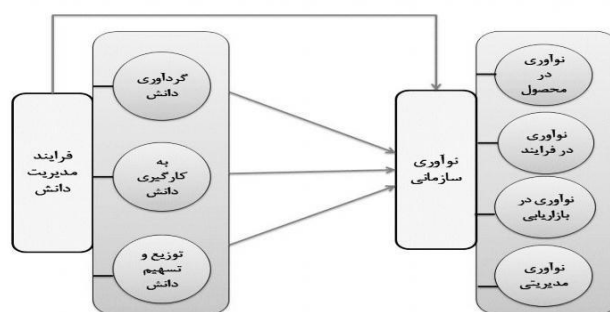 گردآوری
دانش
به
کارگیری
دانش
توزیع و
تسهیم
دانش
فرایند
مدیریت
دانش
نوآوری
سازمانی
نوآوری
در
محصول
نوآوری
در فرایند
نوآوری در
بازاریابی
نوآوری
مدیریتی